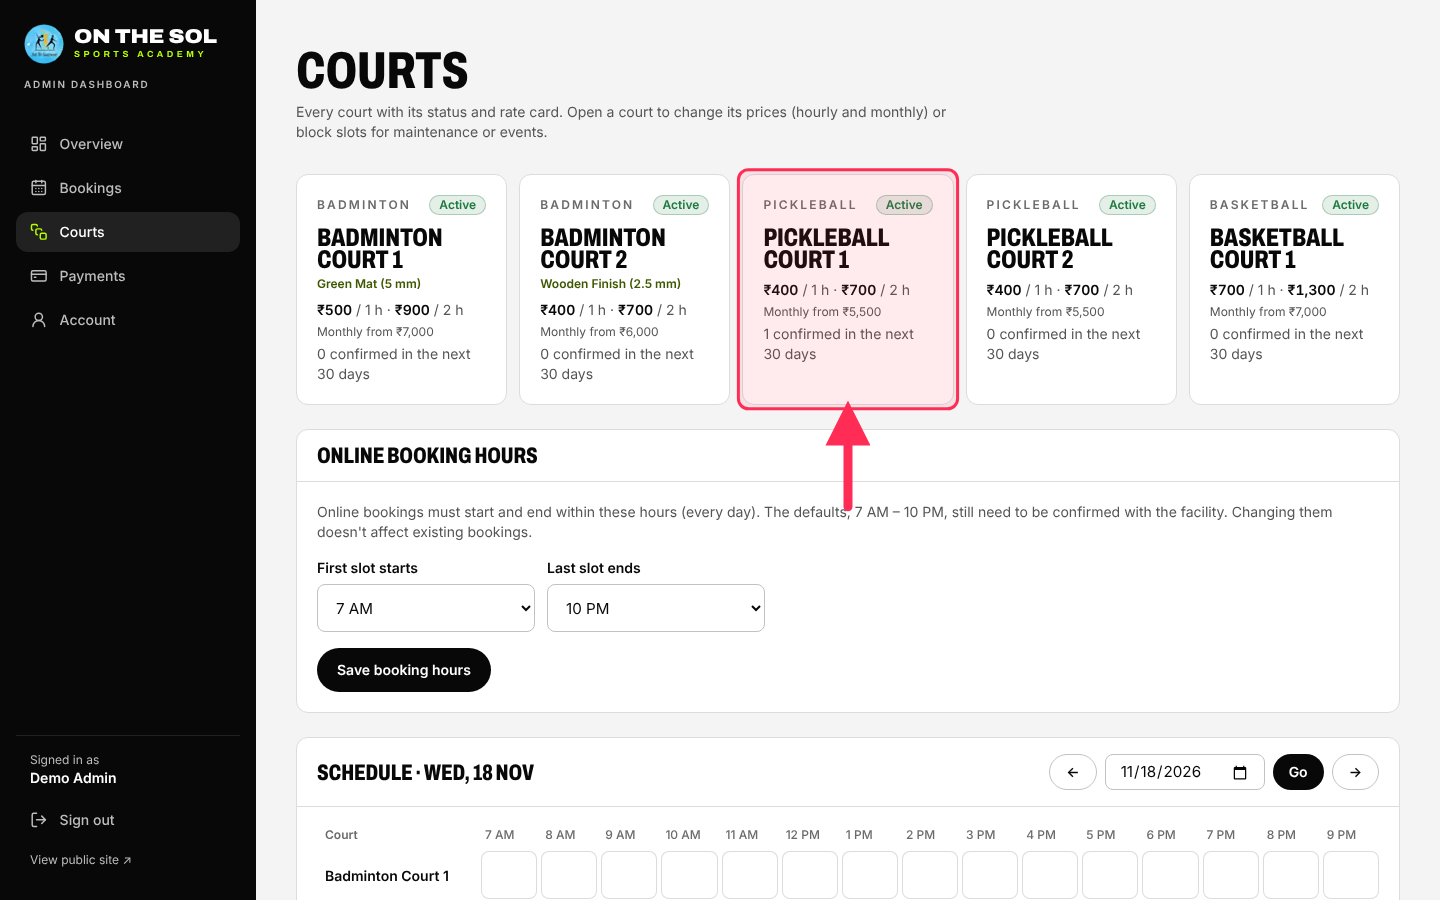 ON THE SOL
SPORTS ACADEMY
ADMIN DASHBOARD
Overview
Bookings
Courts
Payments
Account
Signed in as
Demo Admin
Sign out
View public site ↗
COURTS
Every court with its status and rate card. Open a court to change its prices (hourly and monthly) or
block slots for maintenance or events.
BADMINTON Active
BADMINTON
COURT 1
Green Mat (5 mm)
₹500 / 1 h · ₹900 / 2 h
Monthly from ₹7,000
0 confirmed in the next
30 days
BADMINTON Active
BADMINTON
COURT 2
Wooden Finish (2.5 mm)
₹400 / 1 h · ₹700 / 2 h
Monthly from ₹6,000
0 confirmed in the next
30 days
PICKLEBALL Active
PICKLEBALL
COURT 1
₹400 / 1 h · ₹700 / 2 h
Monthly from ₹5,500
1 confirmed in the next
30 days
PICKLEBALL Active
PICKLEBALL
COURT 2
₹400 / 1 h · ₹700 / 2 h
Monthly from ₹5,500
0 confirmed in the next
30 days
BASKETBALL Active
BASKETBALL
COURT 1
₹700 / 1 h · ₹1,300 / 2 h
Monthly from ₹7,000
0 confirmed in the next
30 days
ONLINE BOOKING HOURS
Online bookings must start and end within these hours (every day). The defaults, 7 AM – 10 PM, still need to be confirmed with the facility. Changing them
doesn't affect existing bookings.
First slot starts Last slot ends
7 AM 10 PM
Save booking hours
SCHEDULE · WED, 18 NOV
← 11/18/2026 Go →
Court 7 AM 8 AM 9 AM 10 AM 11 AM 12 PM 1 PM 2 PM 3 PM 4 PM 5 PM 6 PM 7 PM 8 PM 9 PM
Badminton Court 1